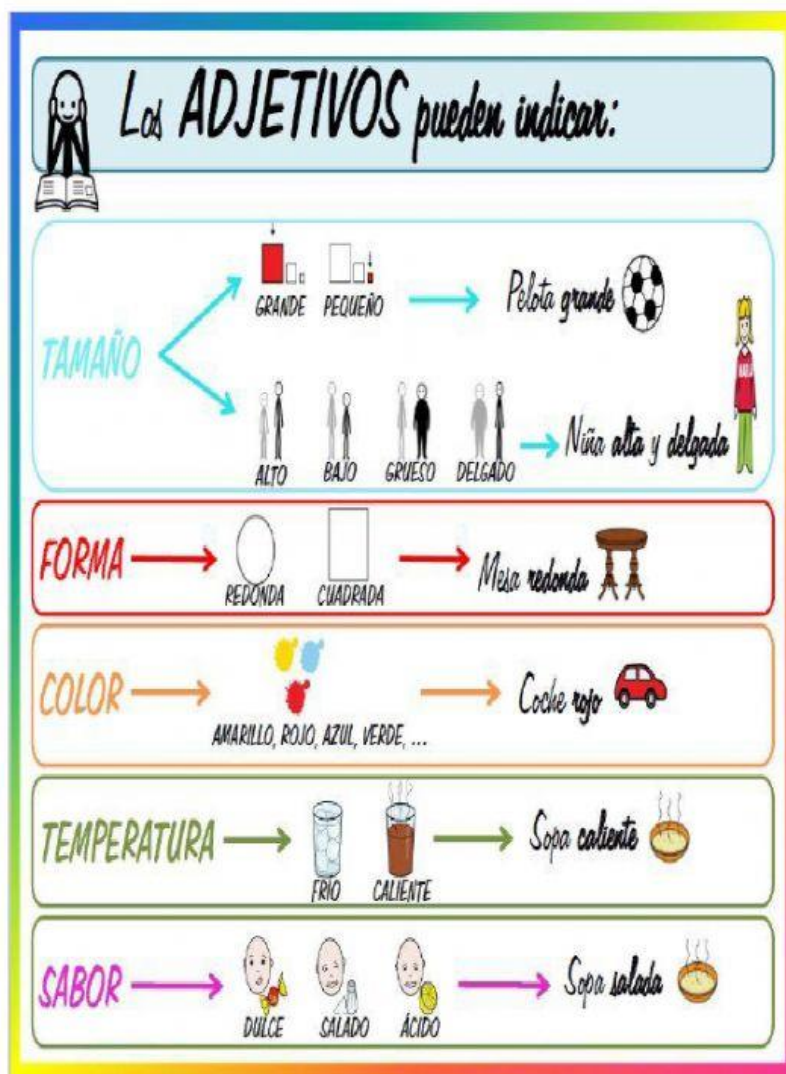 Los ADJETIVOS pueden indicar:
TAMAÑO
GRANDE PEQUEÑO
Pelota grande
ALTO BAJO GRUESO DELGADO
Niña alta y delgada
FORMA
REDONDA CUADRADA
Mesa redonda
COLOR
AMARILLO, ROJO, AZUL, VERDE, ...
Coche rojo
TEMPERATURA
FRÍO CALIENTE
Sopa caliente
SABOR
DULCE SALADO ÁCIDO
Sopa salada